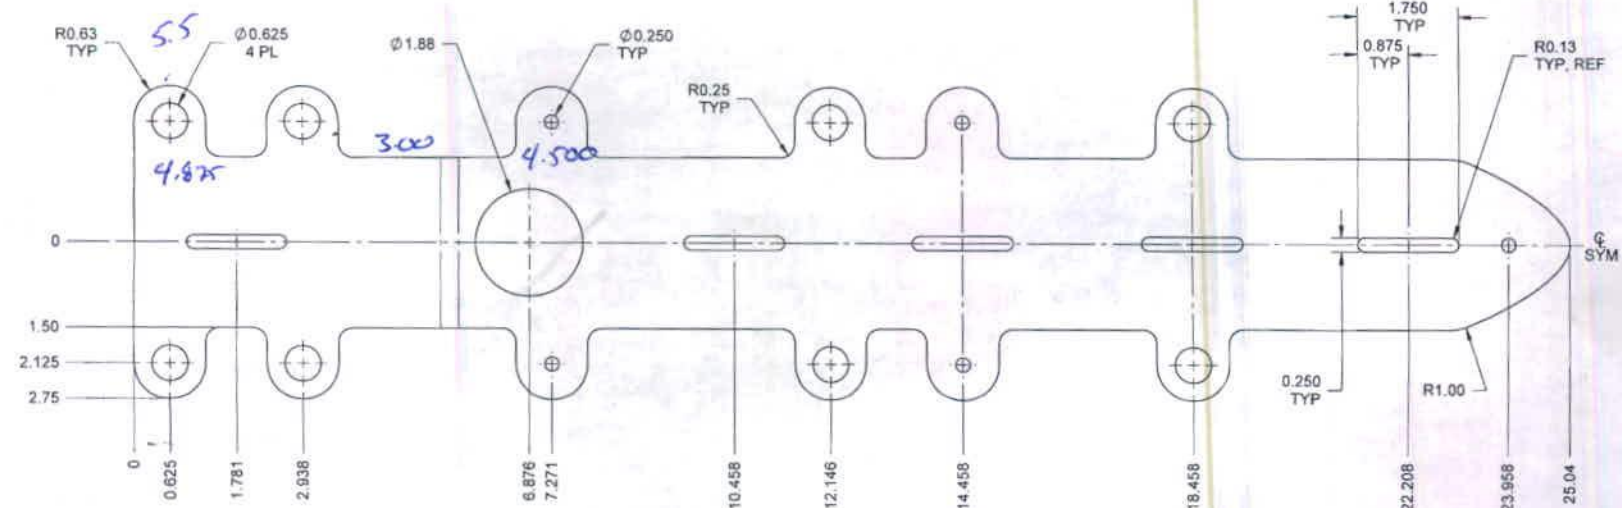 R0.63
TYP
5.5
Ø0.625
4 PL
Ø1.88
Ø0.250
TYP
R0.25
TYP
1.750
TYP
0.875
TYP
R0.13
TYP, REF
3.00
4.500
4.875
0
℄
SYM
1.50
2.125
2.75
0.250
TYP
R1.00
0
0.625
1.781
2.938
6.876
7.271
10.458
12.146
14.458
18.458
22.208
23.958
25.04